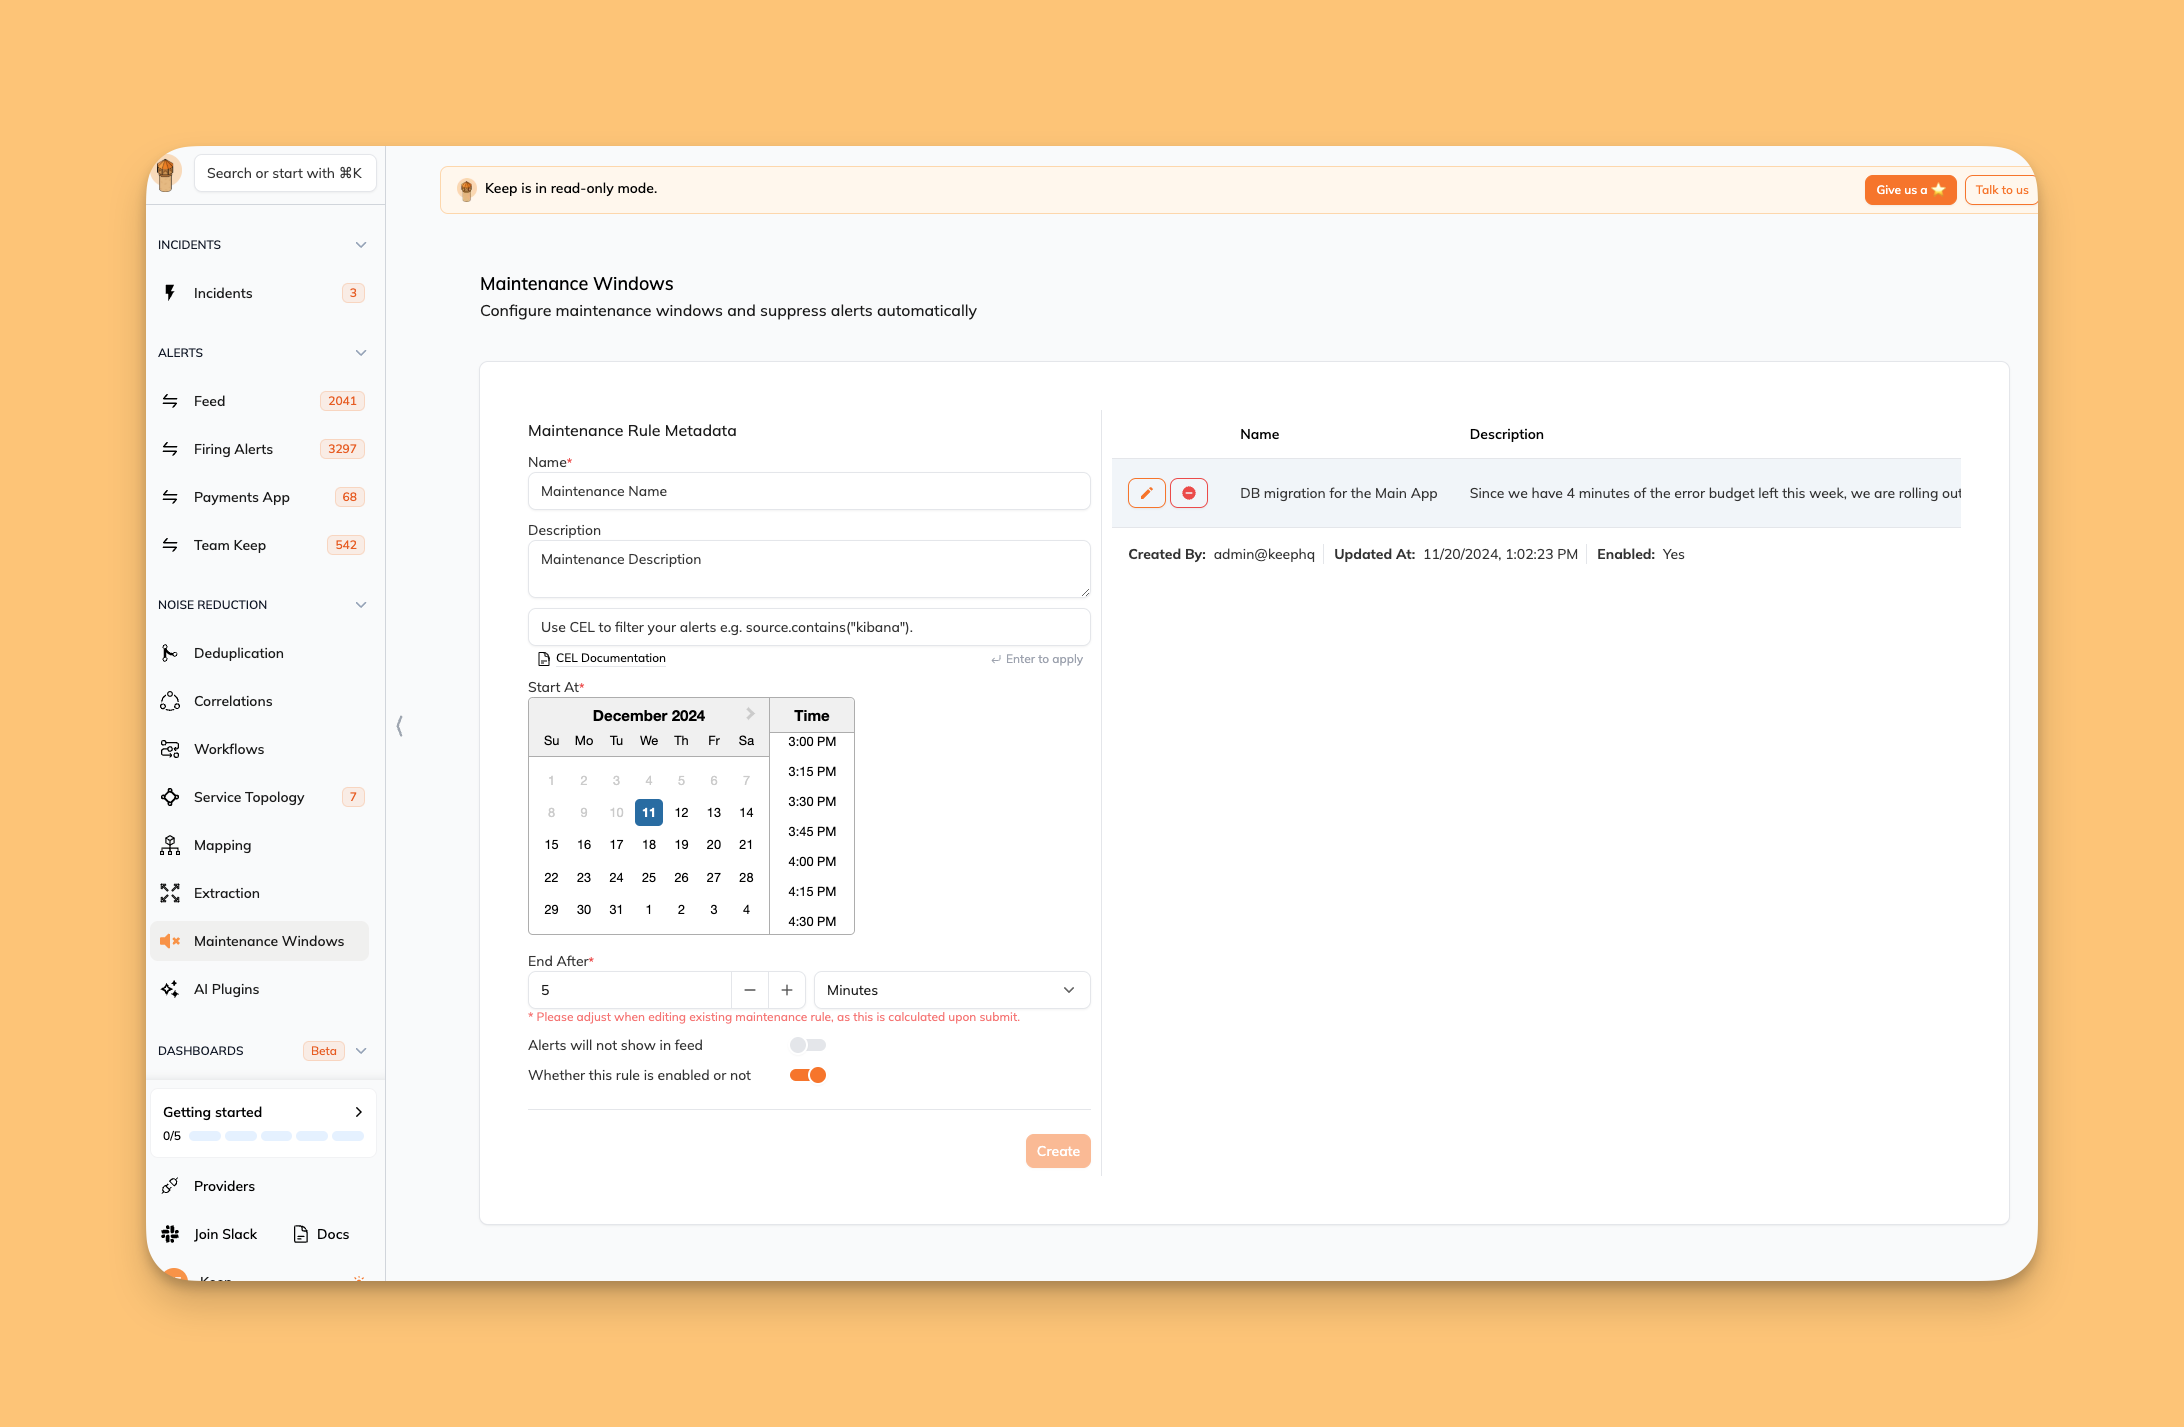 Search or start with ⌘K
INCIDENTS
Incidents 3
ALERTS
Feed 2041
Firing Alerts 3297
Payments App 68
Team Keep 542
NOISE REDUCTION
Deduplication
Correlations
Workflows
Service Topology 7
Mapping
Extraction
Maintenance Windows
AI Plugins
DASHBOARDS Beta
Getting started
0/5
Providers
Join Slack Docs
Keep
Keep is in read-only mode.
Give us a ⭐ Talk to us
Maintenance Windows
Configure maintenance windows and suppress alerts automatically
Maintenance Rule Metadata
Name*
Maintenance Name
Description
Maintenance Description
Use CEL to filter your alerts e.g. source.contains("kibana").
CEL Documentation
Enter to apply
Start At*
December 2024
Su Mo Tu We Th Fr Sa
1 2 3 4 5 6 7
8 9 10 11 12 13 14
15 16 17 18 19 20 21
22 23 24 25 26 27 28
29 30 31 1 2 3 4
Time
3:00 PM
3:15 PM
3:30 PM
3:45 PM
4:00 PM
4:15 PM
4:30 PM
End After*
5 Minutes
* Please adjust when editing existing maintenance rule, as this is calculated upon submit.
Alerts will not show in feed
Whether this rule is enabled or not
Create
Name Description
DB migration for the Main App Since we have 4 minutes of the error budget left this week, we are rolling out
Created By: admin@keephq Updated At: 11/20/2024, 1:02:23 PM Enabled: Yes